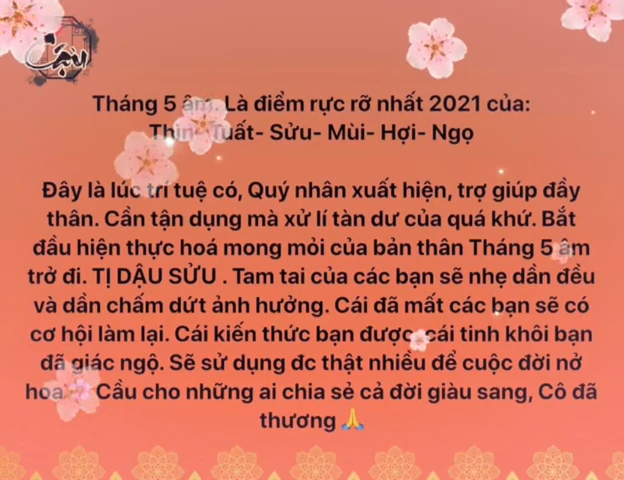 Cậu
Tháng 5 âm. Là điểm rực rỡ nhất 2021 của:
Thìn- Tuất- Sửu- Mùi- Hợi- Ngọ
Đây là lúc trí tuệ có, Quý nhân xuất hiện, trợ giúp đẩy
thân. Cần tận dụng mà xử lí tàn dư của quá khứ. Bắt
đầu hiện thực hoá mong mỏi của bản thân Tháng 5 âm
trở đi. TỊ DẬU SỬU . Tam tai của các bạn sẽ nhẹ dần đều
và dần chấm dứt ảnh hưởng. Cái đã mất các bạn sẽ có
cơ hội làm lại. Cái kiến thức bạn được, cái tinh khôi bạn
đã giác ngộ. Sẽ sử dụng đc thật nhiều để cuộc đời nở
hoa. Cầu cho những ai chia sẻ cả đời giàu sang, Cô đã
thương 🙏